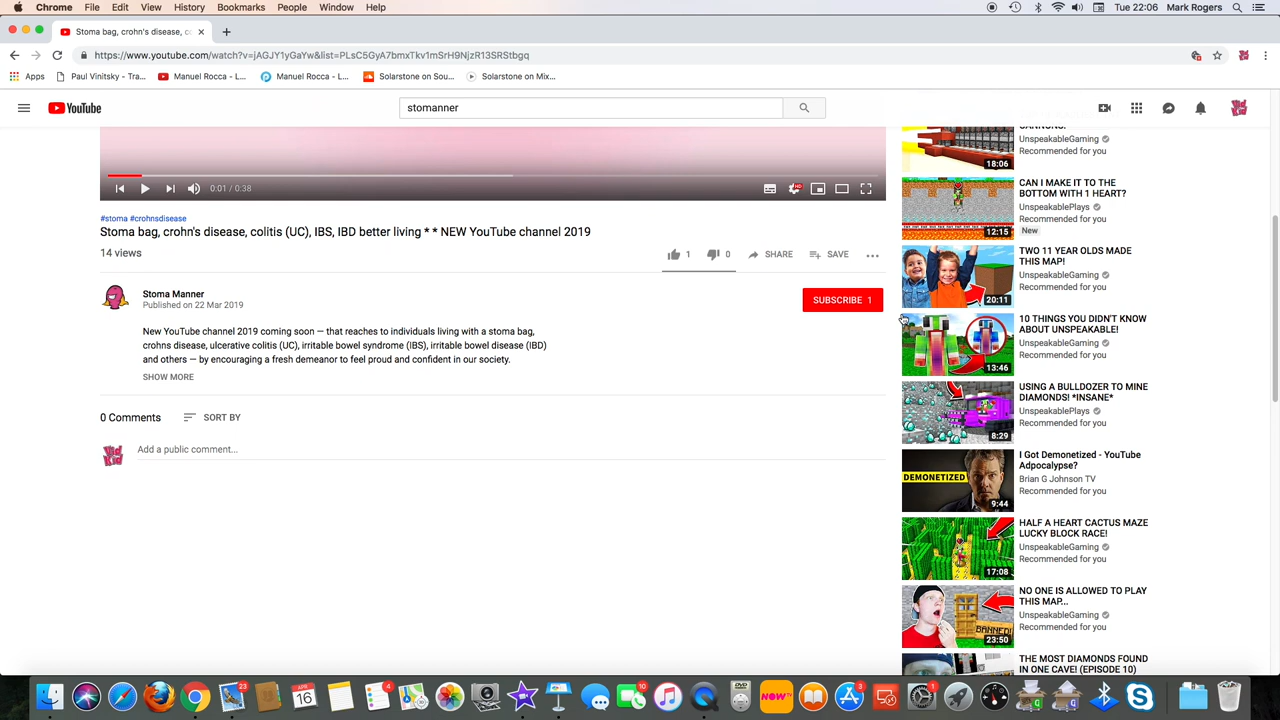 Chrome File Edit View History Bookmarks People Window Help Tue 22:06 Mark Rogers
Stoma bag, crohn's disease, co
https://www.youtube.com/watch?v=jAGJY1yGaYw&list=PLsC5GyA7bmxTkv1mSrH9NjzR13SRStbgq
Apps Paul Vinitsky - Tra... Manuel Rocca - L... Manuel Rocca - L... Solarstone on Sou... Solarstone on Mix...
YouTube stomanner
CANNONS!
UnspeakableGaming
Recommended for you
18:06
0:01 / 0:38
CAN I MAKE IT TO THE
BOTTOM WITH 1 HEART?
UnspeakablePlays
Recommended for you
New
12:15
#stoma #crohnsdisease
Stoma bag, crohn's disease, colitis (UC), IBS, IBD better living * * NEW YouTube channel 2019
14 views
1 0 SHARE SAVE
TWO 11 YEAR OLDS MADE
THIS MAP!
UnspeakableGaming
Recommended for you
20:11
Stoma Manner
Published on 22 Mar 2019
SUBSCRIBE 1
New YouTube channel 2019 coming soon — that reaches to individuals living with a stoma bag,
crohns disease, ulcerative colitis (UC), irritable bowel syndrome (IBS), irritable bowel disease (IBD)
and others — by encouraging a fresh demeanor to feel proud and confident in our society.
SHOW MORE
10 THINGS YOU DIDN'T KNOW
ABOUT UNSPEAKABLE!
UnspeakableGaming
Recommended for you
13:46
0 Comments SORT BY
Add a public comment...
USING A BULLDOZER TO MINE
DIAMONDS! *INSANE*
UnspeakablePlays
Recommended for you
8:29
I Got Demonetized - YouTube
Adpocalypse?
Brian G Johnson TV
Recommended for you
DEMONETIZED
9:44
HALF A HEART CACTUS MAZE
LUCKY BLOCK RACE!
UnspeakableGaming
Recommended for you
17:08
NO ONE IS ALLOWED TO PLAY
THIS MAP...
UnspeakableGaming
Recommended for you
BANNED!
23:50
THE MOST DIAMONDS FOUND
IN ONE CAVE! (EPISODE 10)
23
APR
16
4
10
NOW TV
3
1